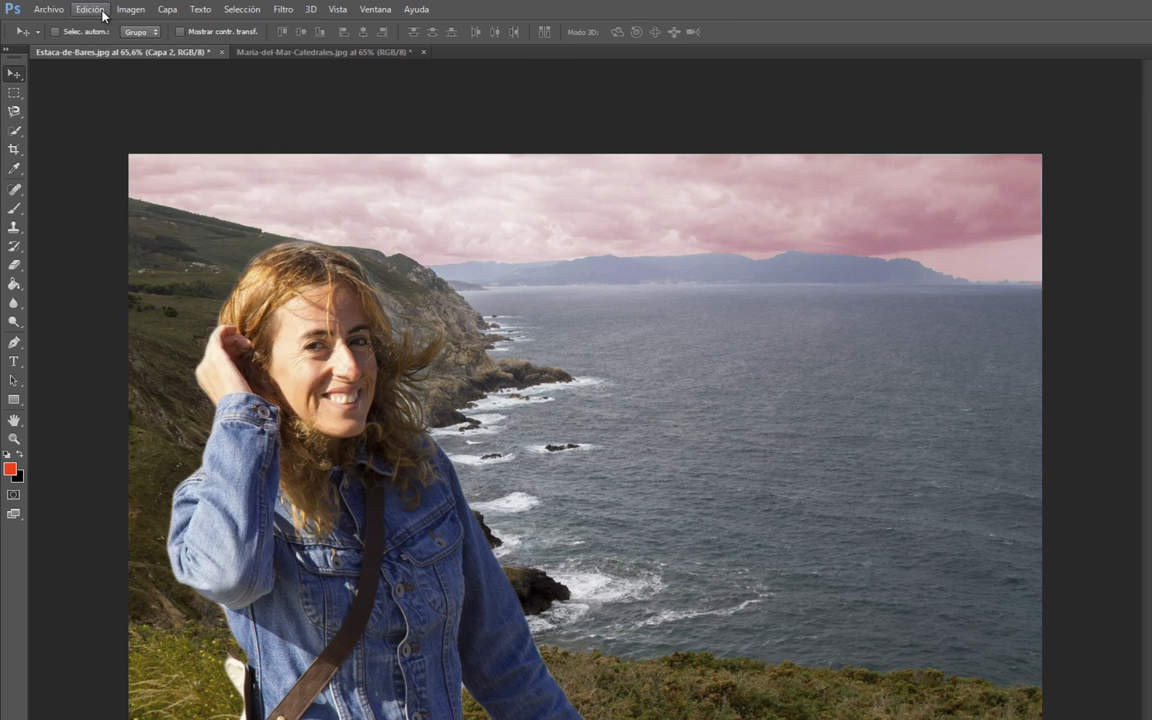 Ps Archivo Edición Imagen Capa Texto Selección Filtro 3D Vista Ventana Ayuda
Selec. autom.: Grupo Mostrar contr. transf. Modo 3D:
Estaca-de-Bares.jpg al 65,6% (Capa 2, RGB/8) * × Maria-del-Mar-Catedrales.jpg al 65% (RGB/8) * ×
T